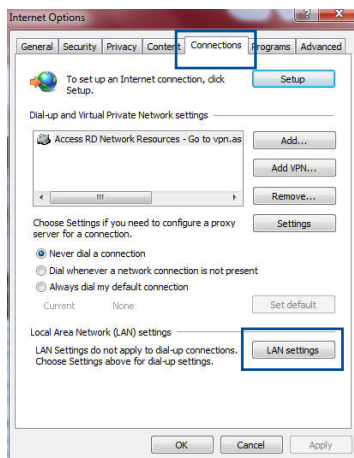 Internet Options
General Security Privacy Content Connections Programs Advanced
To set up an Internet connection, click
Setup.
Setup
Dial-up and Virtual Private Network settings
Access RD Network Resources - Go to vpn.as
Add...
Add VPN...
Remove...
Choose Settings if you need to configure a proxy
server for a connection.
Settings
Never dial a connection
Dial whenever a network connection is not present
Always dial my default connection
Current None
Set default
Local Area Network (LAN) settings
LAN Settings do not apply to dial-up connections.
Choose Settings above for dial-up settings.
LAN settings
OK Cancel Apply